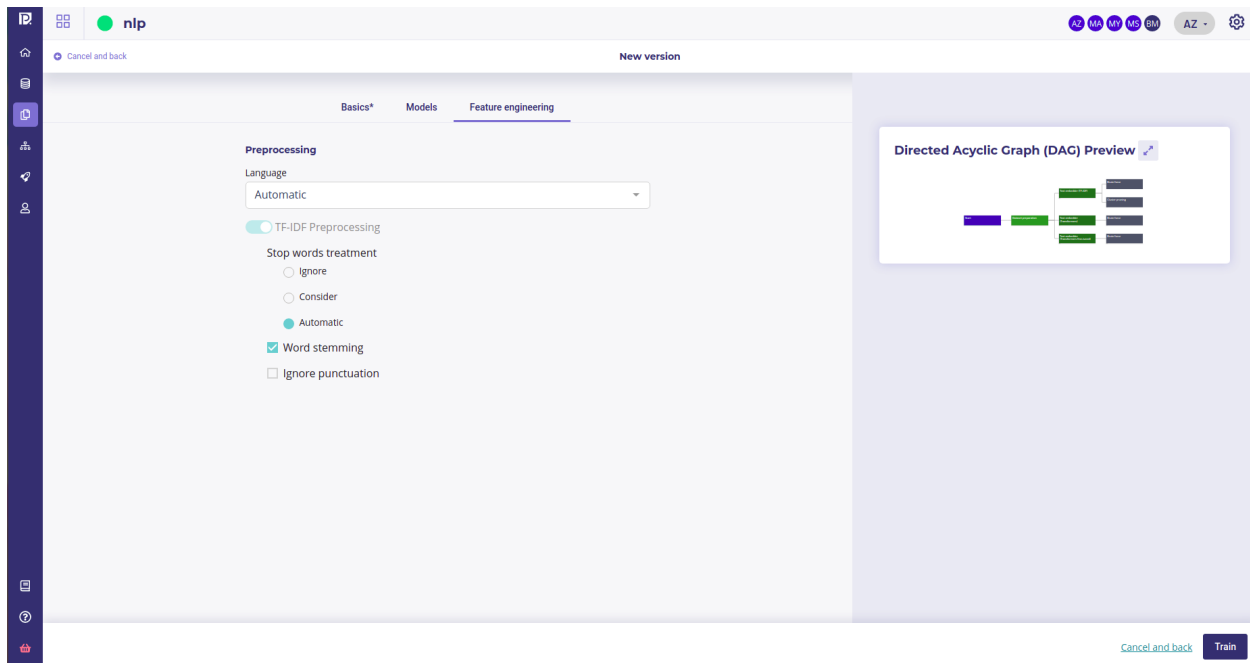 nlp
AZ MA MY MS BM AZ
Cancel and back
New version
Basics* Models Feature engineering
Preprocessing
Language
Automatic
TF-IDF Preprocessing
Stop words treatment
Ignore
Consider
Automatic
Word stemming
Ignore punctuation
Directed Acyclic Graph (DAG) Preview
Cancel and back Train